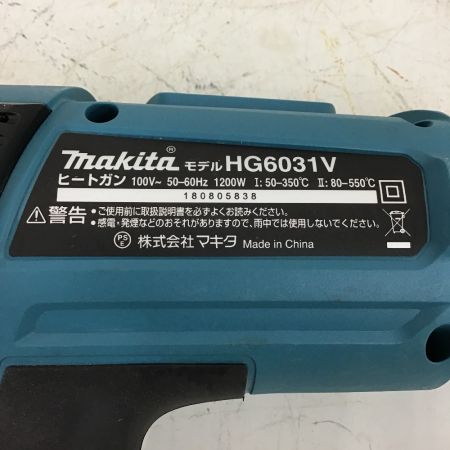 makita® モデル HG6031V
ヒートガン 100V～ 50-60Hz 1200W Ⅰ: 50-350℃ Ⅱ: 80-550℃
180805838
⚠警告 ・ご使用前に取扱説明書を必ずよくお読みください。
・感電・発煙などのおそれがありますので、雨中では使用しないでください。
PSE 株式会社 マキタ Made in China